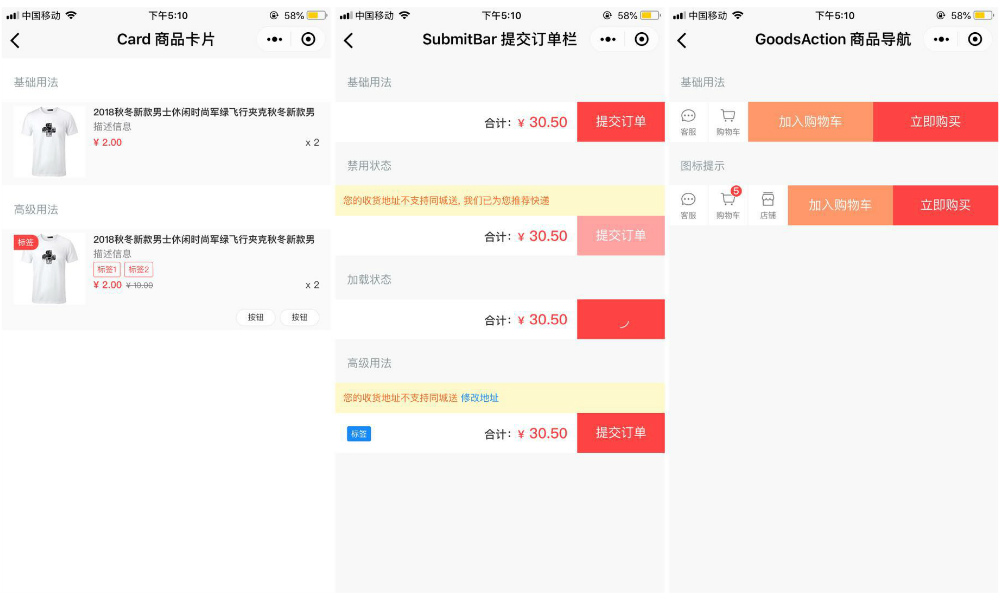 中国移动 下午5:10 58%
Card 商品卡片
基础用法
2018秋冬新款男士休闲时尚军绿飞行夹克秋冬新款男
描述信息
¥ 2.00 x 2
高级用法
标签
2018秋冬新款男士休闲时尚军绿飞行夹克秋冬新款男
描述信息
标签1 标签2
¥ 2.00 ¥ 10.00 x 2
按钮 按钮
中国移动 下午5:10 58%
SubmitBar 提交订单栏
基础用法
合计: ¥ 30.50 提交订单
禁用状态
您的收货地址不支持同城送, 我们已为您推荐快递
合计: ¥ 30.50 提交订单
加载状态
合计: ¥ 30.50
高级用法
您的收货地址不支持同城送 修改地址
标签 合计: ¥ 30.50 提交订单
中国移动 下午5:10 58%
GoodsAction 商品导航
基础用法
客服 购物车 加入购物车 立即购买
图标提示
5
客服 购物车 店铺 加入购物车 立即购买